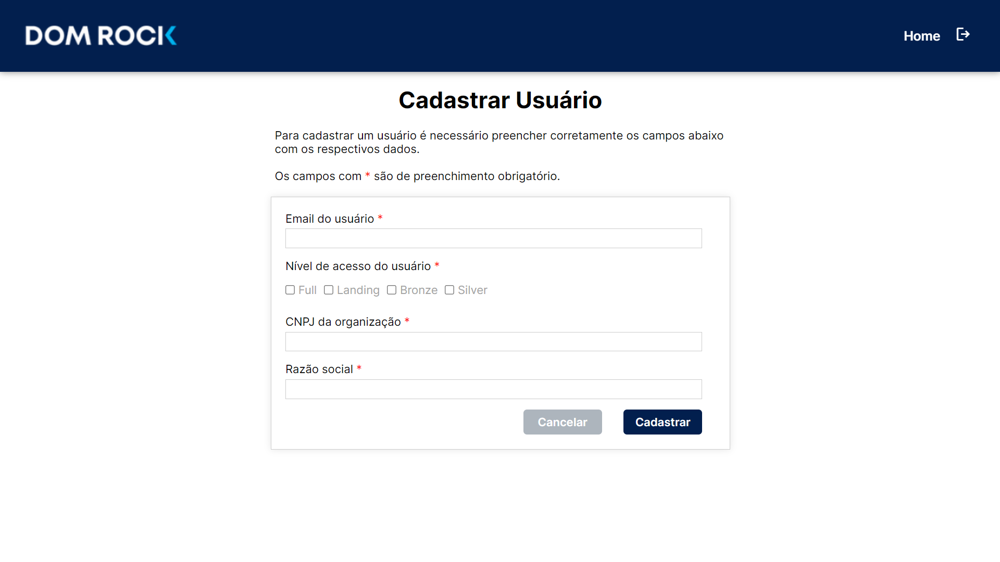 DOM ROCK
Home
Cadastrar Usuário
Para cadastrar um usuário é necessário preencher corretamente os campos abaixo
com os respectivos dados.
Os campos com * são de preenchimento obrigatório.
Email do usuário *
Nível de acesso do usuário *
Full Landing Bronze Silver
CNPJ da organização *
Razão social *
Cancelar Cadastrar